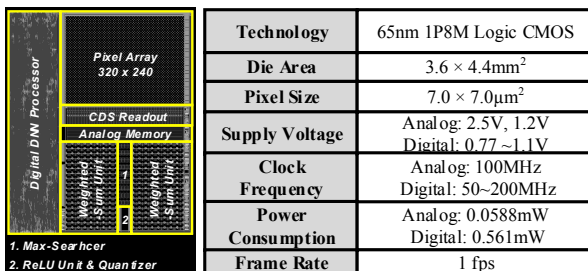 Digital DNN Processor
Pixel Array
320 x 240
CDS Readout
Analog Memory
Weighted
Sum Unit
1
2
Weighted
Sum Unit
1. Max-Searhcer
2. ReLU Unit & Quantizer
Technology 65nm 1P8M Logic CMOS
Die Area 3.6 × 4.4mm²
Pixel Size 7.0 × 7.0µm²
Supply Voltage Analog: 2.5V, 1.2V
Digital: 0.77 ~1.1V
Clock Frequency Analog: 100MHz
Digital: 50~200MHz
Power Consumption Analog: 0.0588mW
Digital: 0.561mW
Frame Rate 1 fps